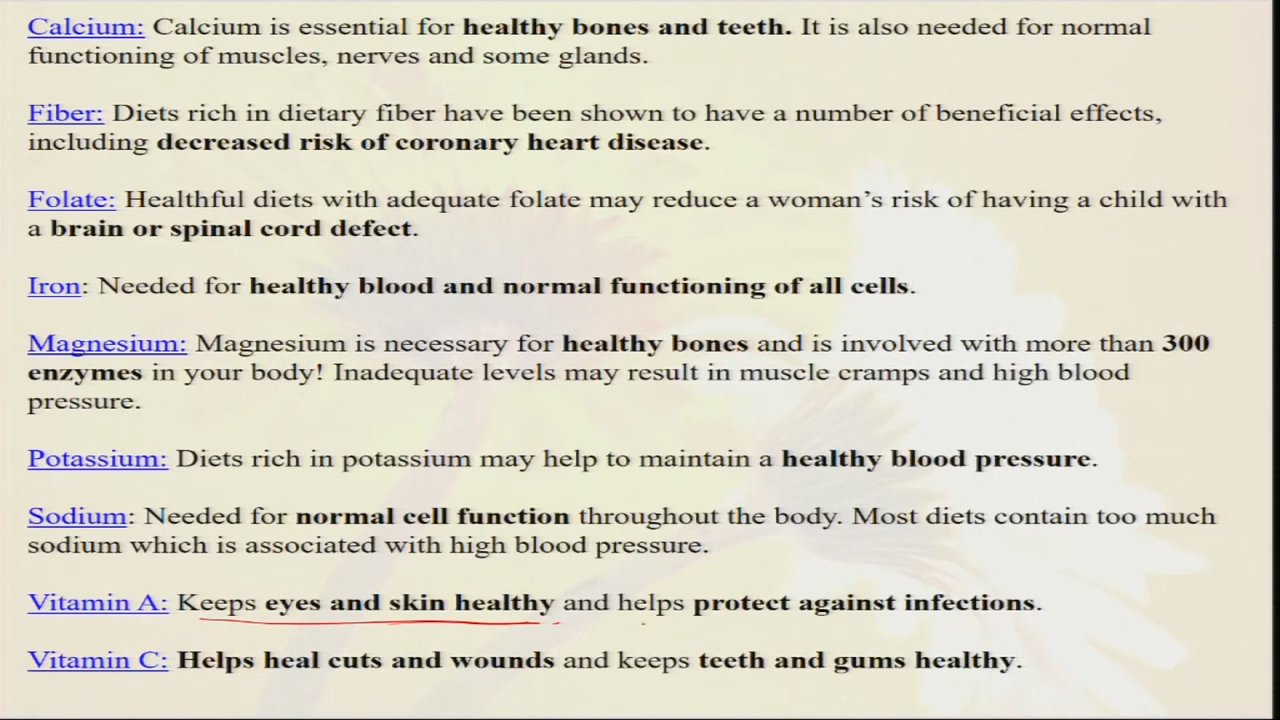 Calcium: Calcium is essential for healthy bones and teeth. It is also needed for normal
functioning of muscles, nerves and some glands.
Fiber: Diets rich in dietary fiber have been shown to have a number of beneficial effects,
including decreased risk of coronary heart disease.
Folate: Healthful diets with adequate folate may reduce a woman’s risk of having a child with
a brain or spinal cord defect.
Iron: Needed for healthy blood and normal functioning of all cells.
Magnesium: Magnesium is necessary for healthy bones and is involved with more than 300
enzymes in your body! Inadequate levels may result in muscle cramps and high blood
pressure.
Potassium: Diets rich in potassium may help to maintain a healthy blood pressure.
Sodium: Needed for normal cell function throughout the body. Most diets contain too much
sodium which is associated with high blood pressure.
Vitamin A: Keeps eyes and skin healthy and helps protect against infections.
Vitamin C: Helps heal cuts and wounds and keeps teeth and gums healthy.